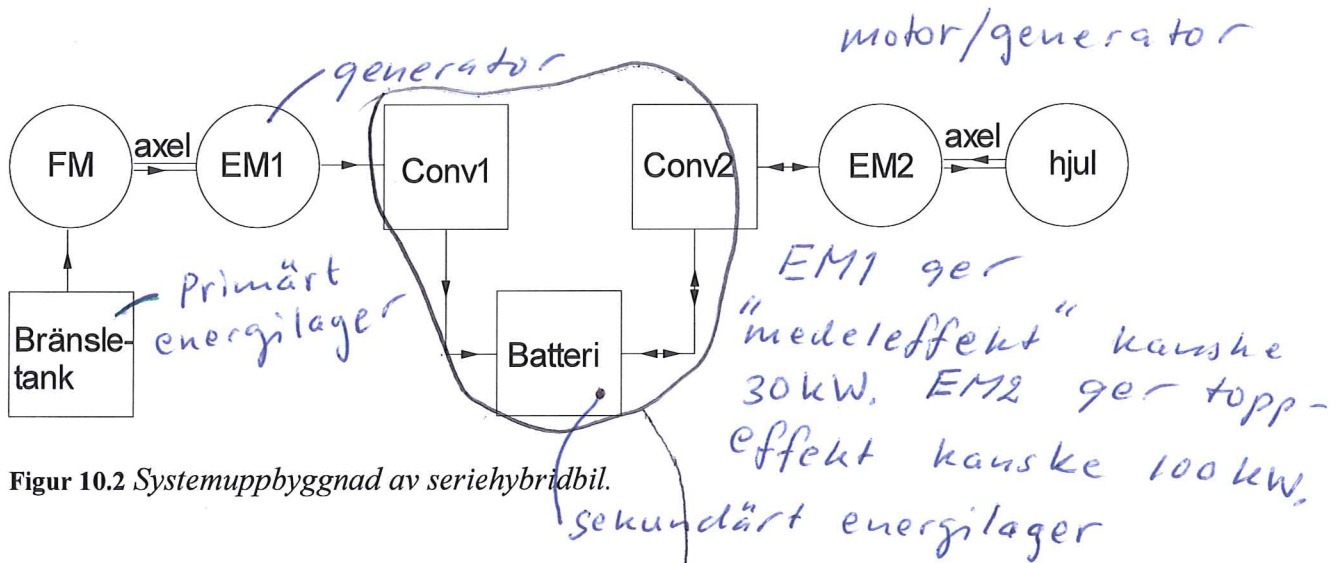 motor/generator
generator
FM
axel
EM1
Conv1
Conv2
EM2
axel
hjul
Bränsle-
tank
Primärt
energilager
Batteri
EM1 ger
"medeleffekt" kanske
30kW. EM2 ger topp-
effekt kanske 100kW.
Figur 10.2 Systemuppbyggnad av seriehybridbil.
sekundärt energilager